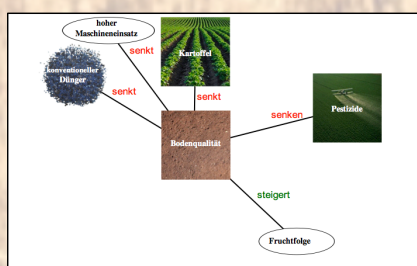 hoher
Maschineneinsatz
senkt
Kartoffel
konventioneller
Dünger
senkt
senkt
Pestizide
senken
Bodenqualität
steigert
Fruchtfolge